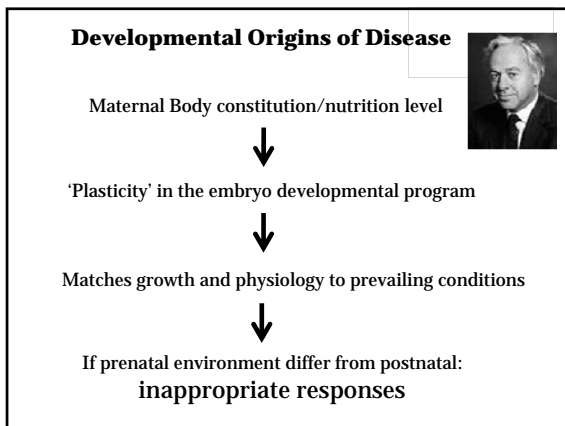 Developmental Origins of Disease
Maternal Body constitution/nutrition level
‘Plasticity’ in the embryo developmental program
Matches growth and physiology to prevailing conditions
If prenatal environment differ from postnatal:
inappropriate responses